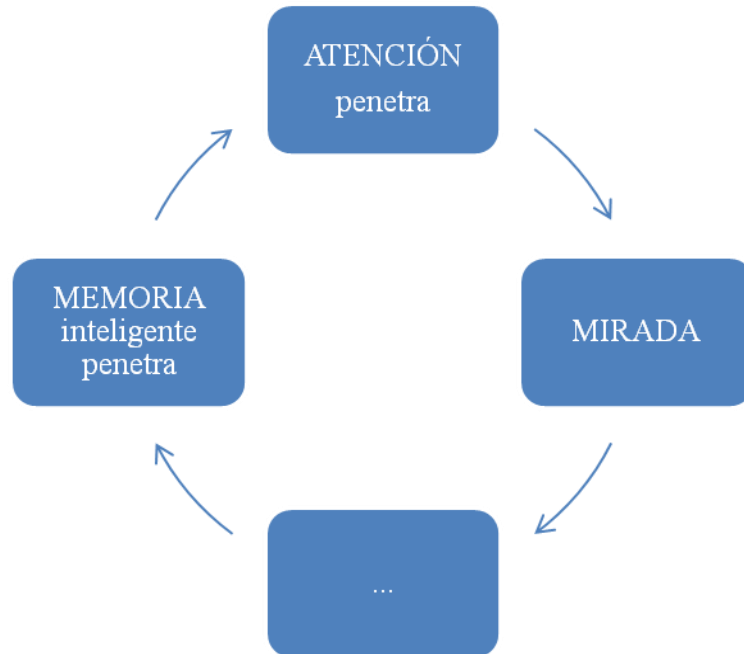 ATENCIÓN
penetra
MIRADA
...
MEMORIA
inteligente
penetra